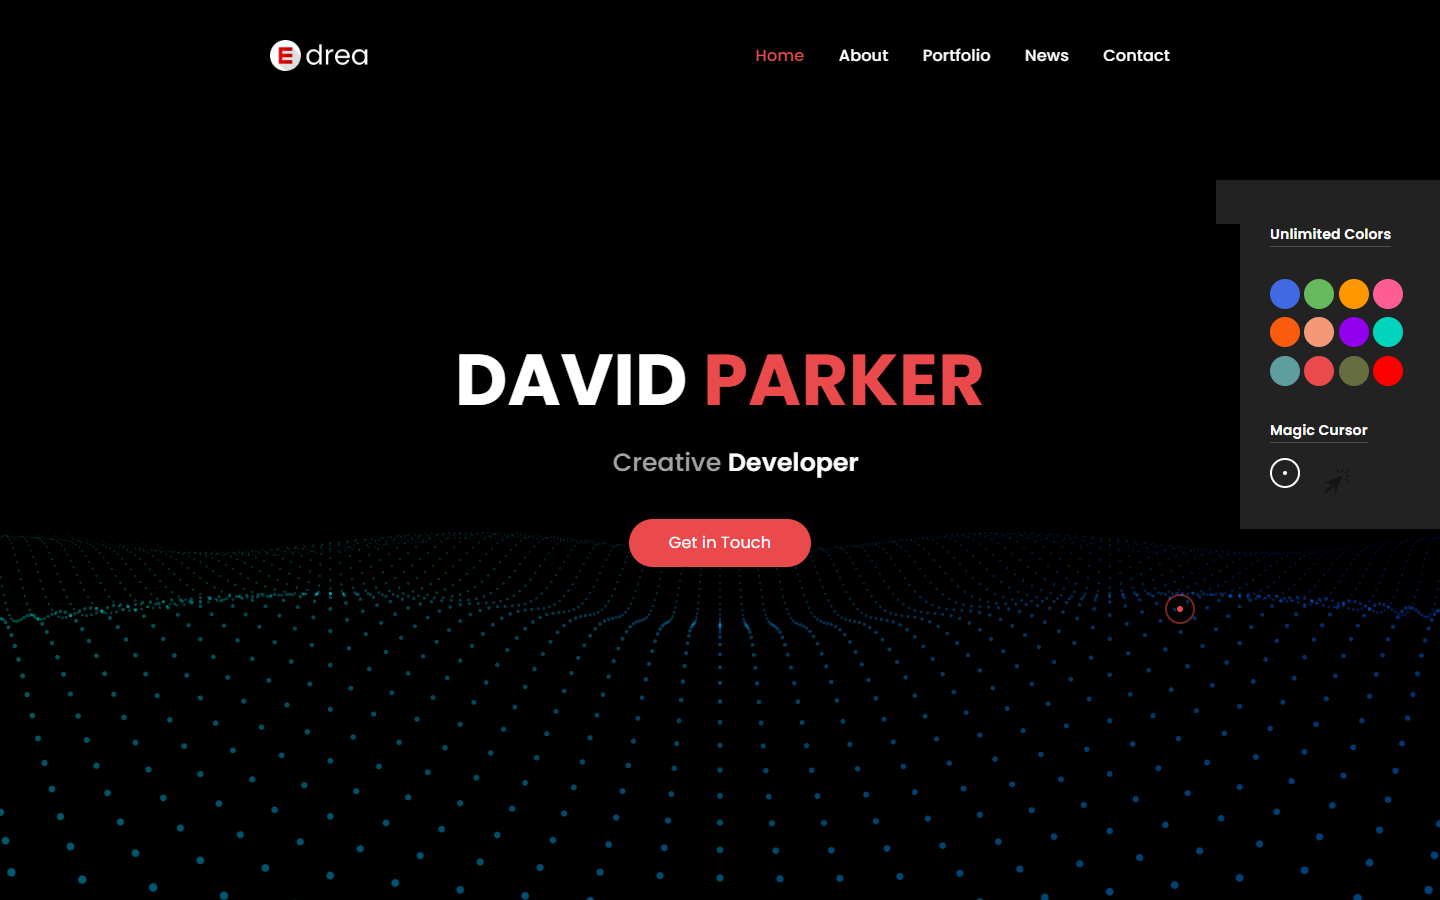 E drea
Home About Portfolio News Contact
Unlimited Colors
DAVID PARKER
Magic Cursor
Creative Developer
Get in Touch